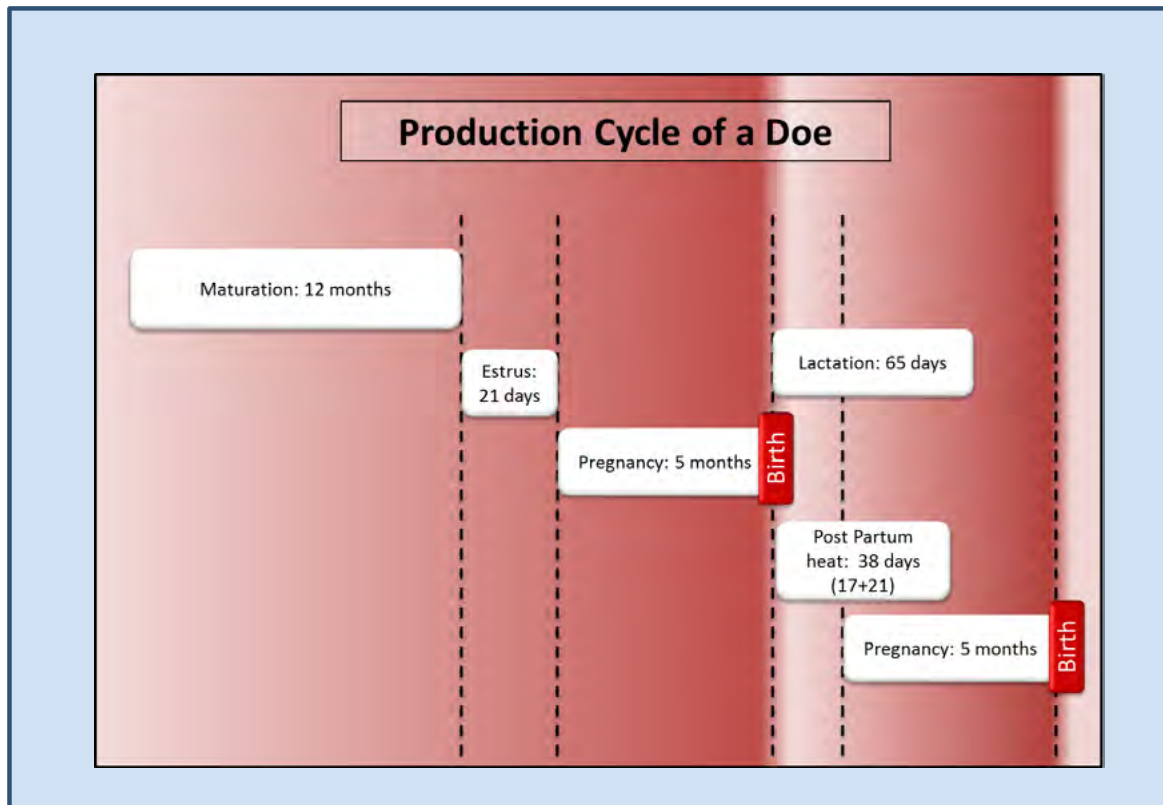 Production Cycle of a Doe
Maturation: 12 months
Estrus:
21 days
Lactation: 65 days
Pregnancy: 5 months
Birth
Post Partum
heat:  38 days
(17+21)
Pregnancy: 5 months
Birth